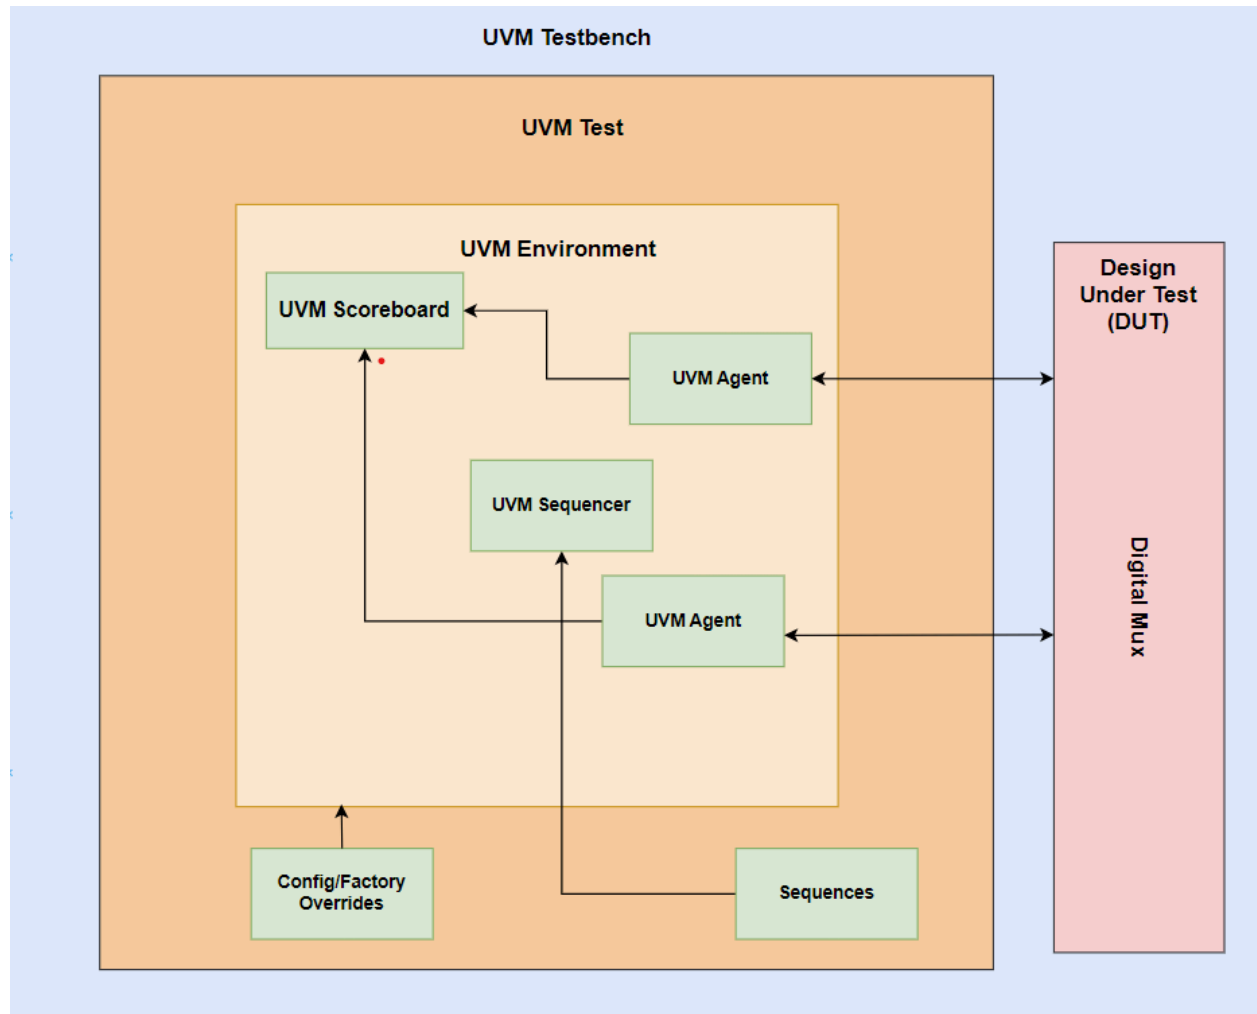 UVM Testbench
UVM Test
UVM Environment
UVM Scoreboard
UVM Agent
UVM Sequencer
UVM Agent
Config/Factory
Overrides
Sequences
Design
Under Test
(DUT)
Digital Mux